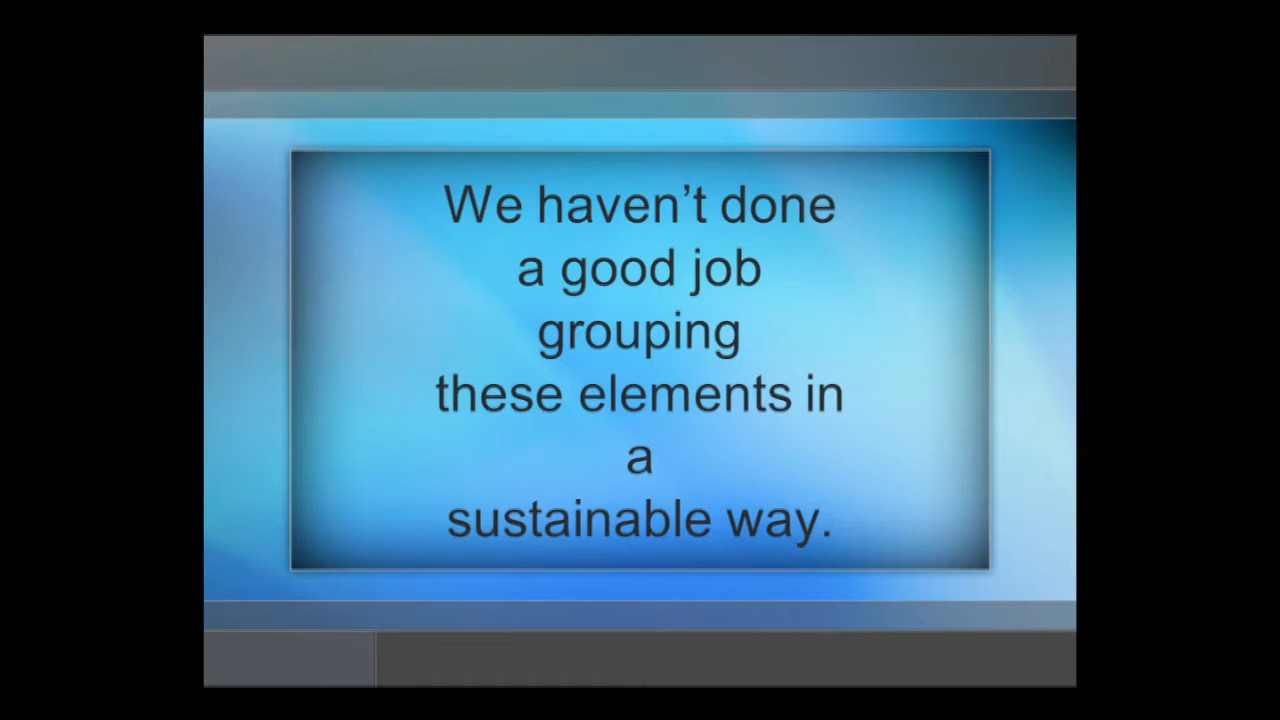 We haven’t done
a good job
grouping
these elements in
a
sustainable way.